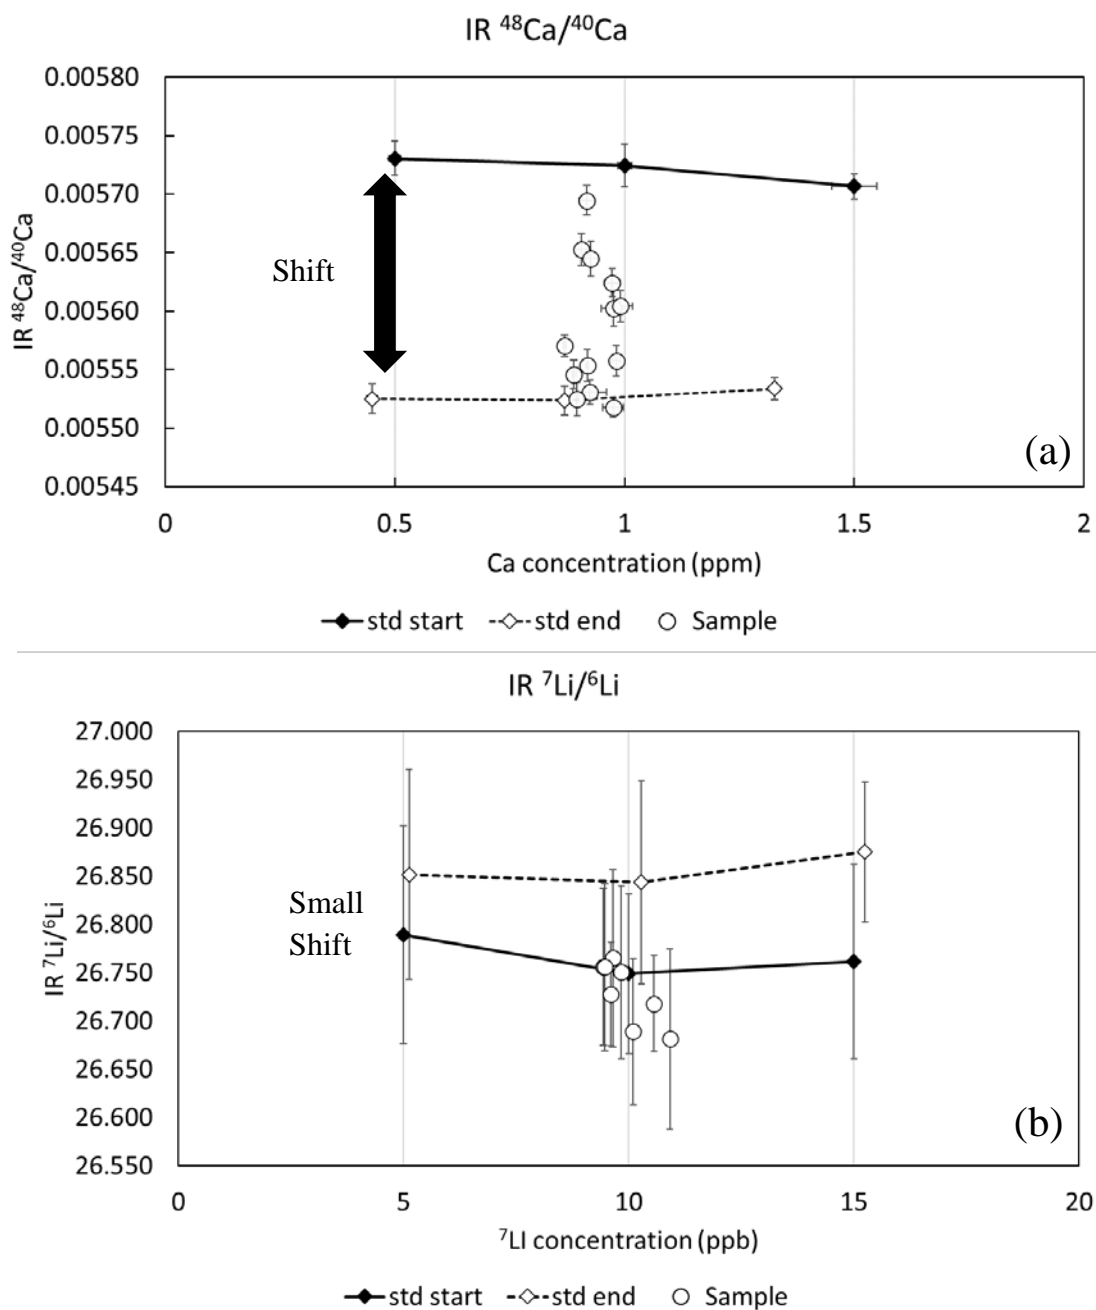 IR ⁴⁸Ca/⁴⁰Ca
0.00580
0.00575
0.00570
0.00565
0.00560
0.00555
0.00550
0.00545
IR ⁴⁸Ca/⁴⁰Ca
Shift
(a)
0 0.5 1 1.5 2
Ca concentration (ppm)
std start std end Sample
IR ⁷Li/⁶Li
27.000
26.950
26.900
26.850
26.800
26.750
26.700
26.650
26.600
26.550
IR ⁷Li/⁶Li
Small
Shift
(b)
0 5 10 15 20
⁷LI concentration (ppb)
std start std end Sample